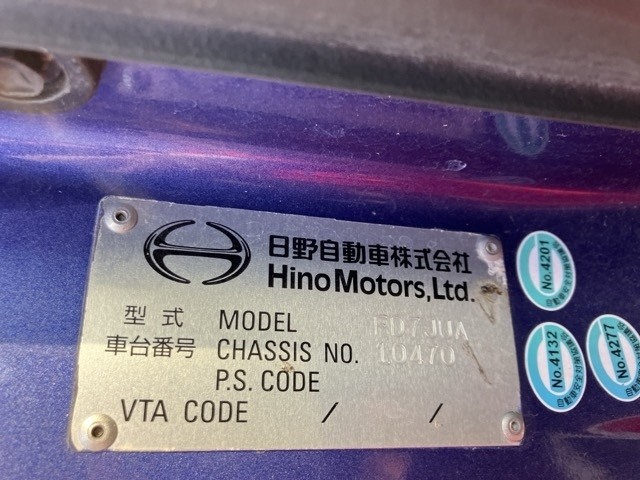 日野自動車株式会社
Hino Motors, Ltd.
型式 MODEL FD7JUA
車台番号 CHASSIS NO. 10470
P.S. CODE
VTA CODE / /
No.4201
No.4132
No.4277